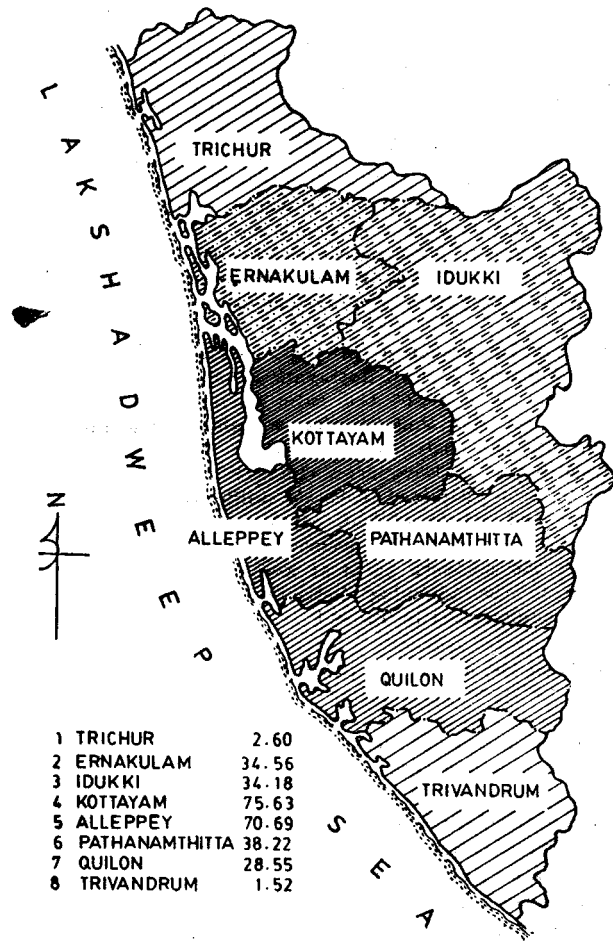 TRICHUR
ERNAKULAM
IDUKKI
KOTTAYAM
ALLEPPEY
PATHANAMTHITTA
QUILON
TRIVANDRUM
LAKSHADWEEP SEA
N
1 TRICHUR 2.60
2 ERNAKULAM 34.56
3 IDUKKI 34.18
4 KOTTAYAM 75.63
5 ALLEPPEY 70.69
6 PATHANAMTHITTA 38.22
7 QUILON 28.55
8 TRIVANDRUM 1.52